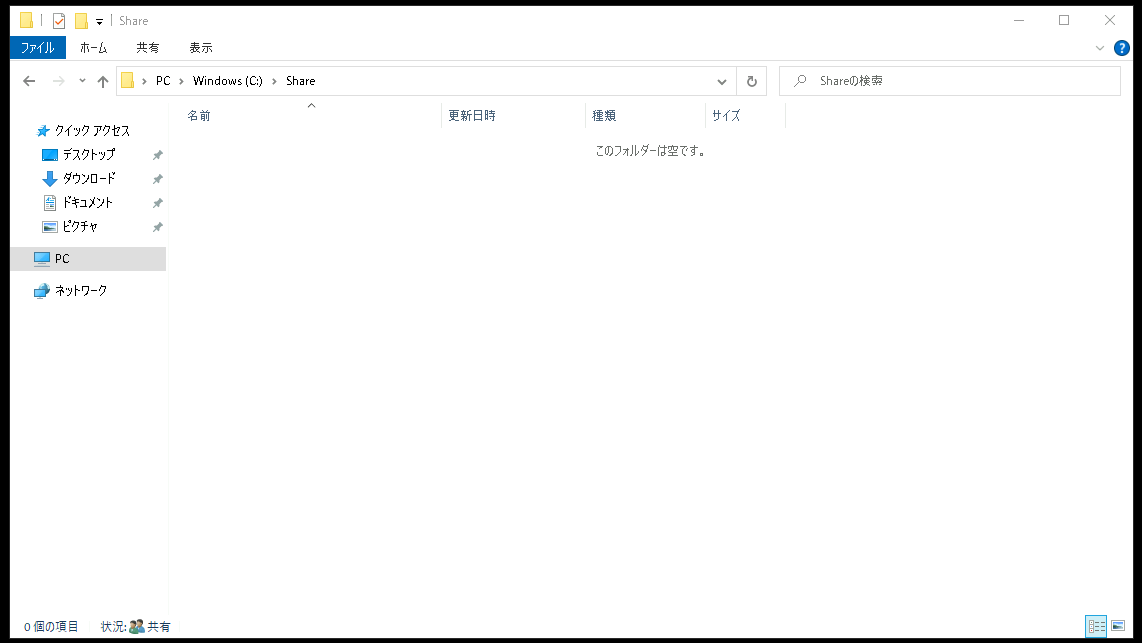 Share
ファイル ホーム 共有 表示
PC Windows (C:) Share
Shareの検索
名前 更新日時 種類 サイズ
このフォルダーは空です。
クイック アクセス
デスクトップ
ダウンロード
ドキュメント
ピクチャ
PC
ネットワーク
0 個の項目 状況: 共有